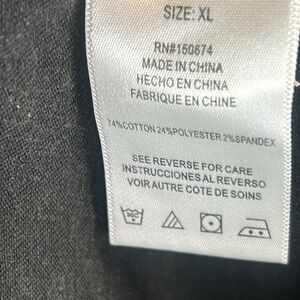 SIZE: XL
RN#150674
MADE IN CHINA
HECHO EN CHINA
FABRIQUE EN CHINE
74%COTTON 24%POLYESTER 2%SPANDEX
SEE REVERSE FOR CARE
INSTRUCCIONES AL REVERSO
VOIR AUTRE COTE DE SOINS